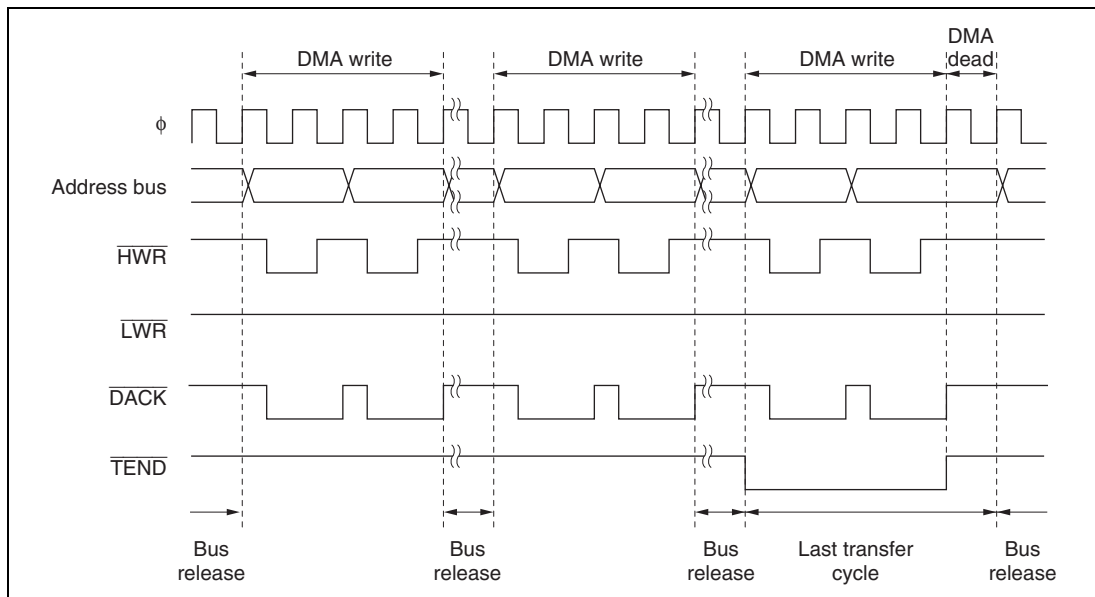 DMA write
DMA write
DMA write
DMA
dead
φ
Address bus
HWR
LWR
DACK
TEND
Bus
release
Bus
release
Bus
release
Last transfer
cycle
Bus
release